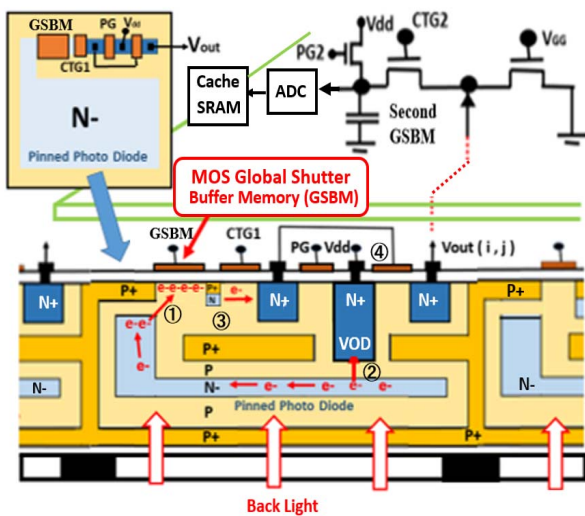 GSBM
PG
Vdd
Vout
CTG1
N-
Pinned Photo Diode
Vdd
CTG2
VGG
PG2
Cache
SRAM
ADC
Second
GSBM
MOS Global Shutter
Buffer Memory (GSBM)
GSBM
CTG1
PG
Vdd
④
Vout ( i , j )
N+
P+
e-e-e-e-e-
P+
N
e-
N+
N+
P+
N+
①
③
e-e-
P+
VOD
e-
P
②
N-
N-
e-
e-
e-
e-
e-
N-
Pinned Photo Diode
P
P+
P+
Back Light